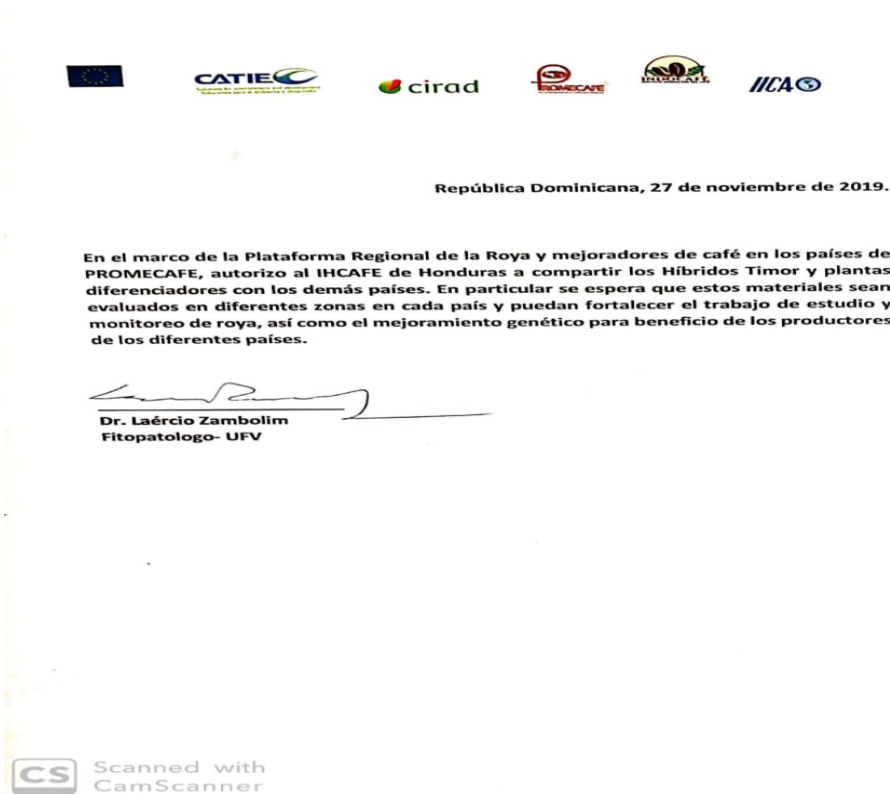 CATIE
cirad
PROMECAFE
INDOCAFE
IICA
República Dominicana, 27 de noviembre de 2019.
En el marco de la Plataforma Regional de la Roya y mejoradores de café en los países de
PROMECAFE, autorizo al IHCAFE de Honduras a compartir los Híbridos Timor y plantas
diferenciadores con los demás países. En particular se espera que estos materiales sean
evaluados en diferentes zonas en cada país y puedan fortalecer el trabajo de estudio y
monitoreo de roya, así como el mejoramiento genético para beneficio de los productores
de los diferentes países.
Dr. Laércio Zambolim
Fitopatologo- UFV
CS Scanned with
CamScanner